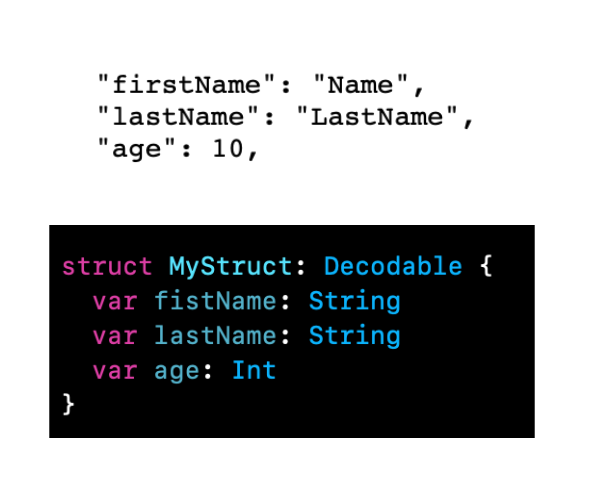 "firstName": "Name",
"lastName": "LastName",
"age": 10,
struct MyStruct: Decodable {
var fistName: String
var lastName: String
var age: Int
}